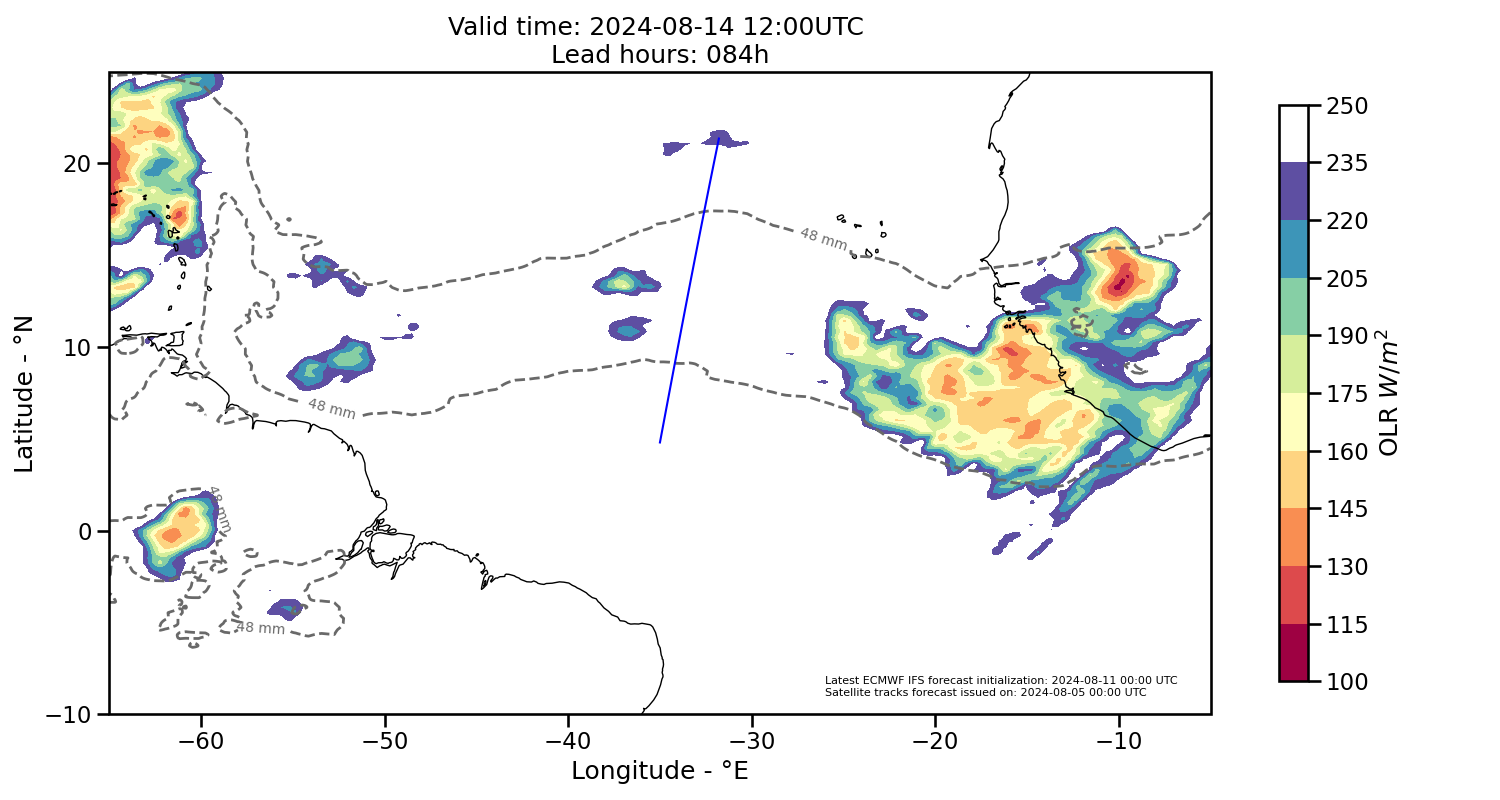 Valid time: 2024-08-14 12:00UTC
Lead hours: 084h
Latitude - °N
20
10
0
−10
48 mm
48 mm
48 mm
48 mm
Latest ECMWF IFS forecast initialization: 2024-08-11 00:00 UTC
Satellite tracks forecast issued on: 2024-08-05 00:00 UTC
−60
−50
−40
−30
−20
−10
Longitude - °E
250
235
220
205
190
175
160
145
130
115
100
OLR W/m²